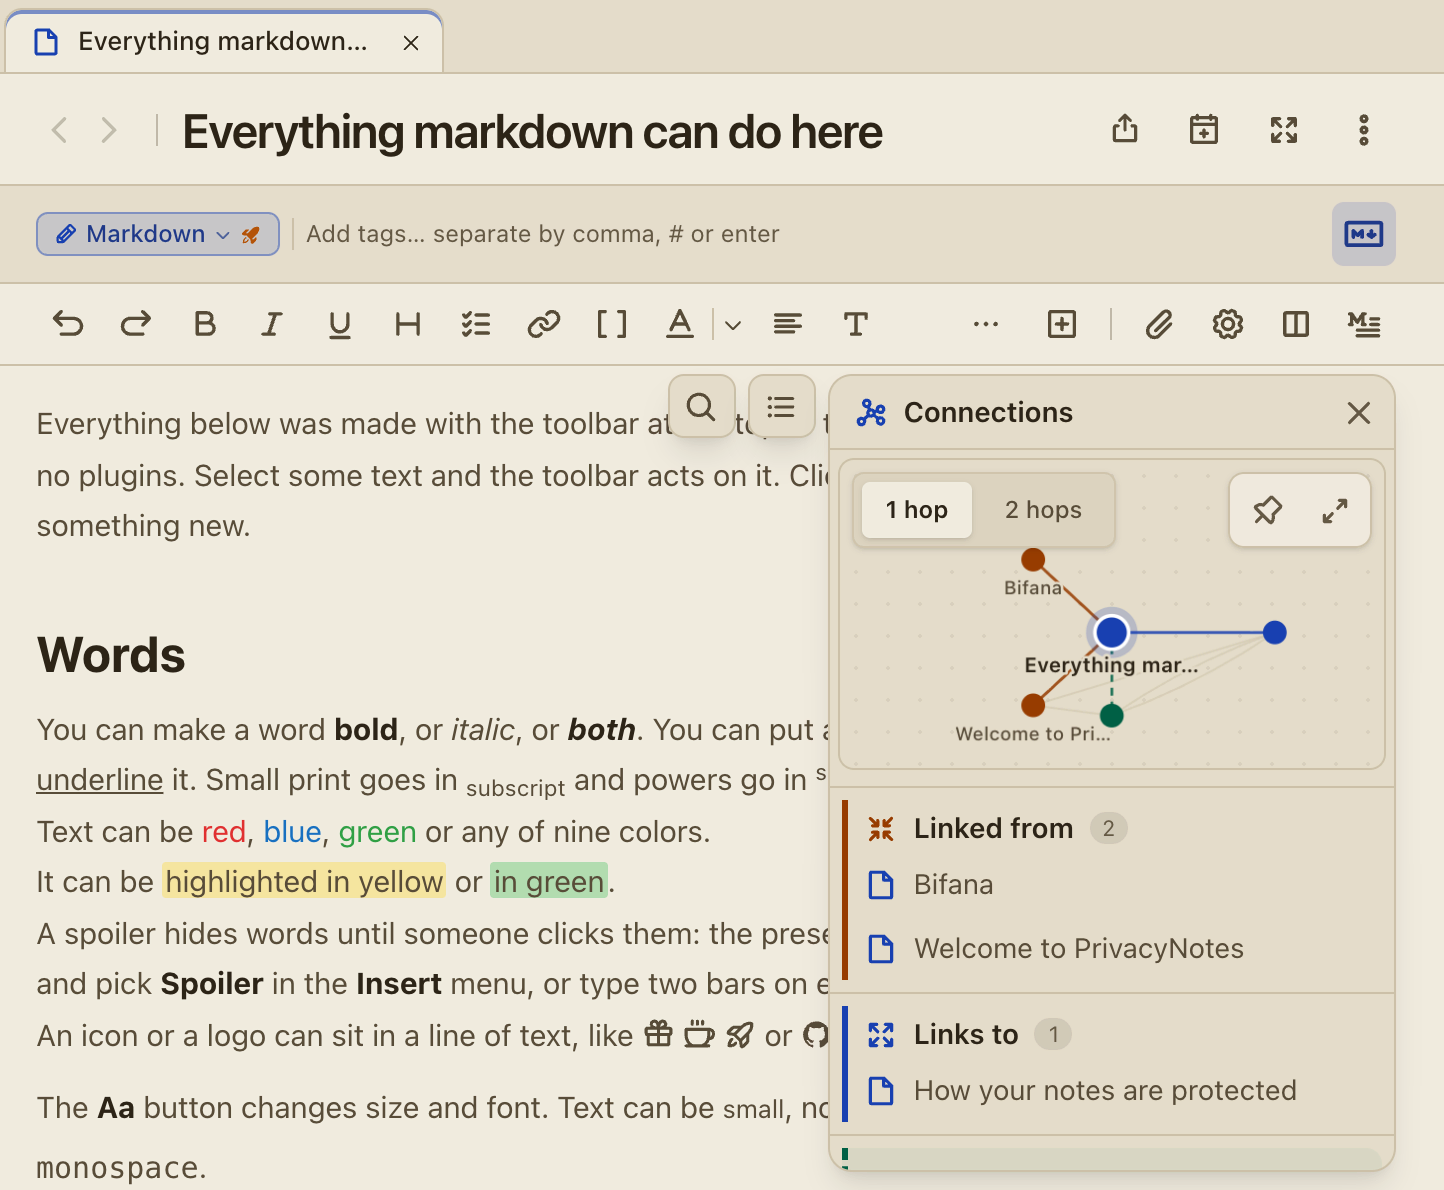 Everything markdown...
Everything markdown can do here
Markdown
Add tags... separate by comma, # or enter
Everything below was made with the toolbar at
no plugins. Select some text and the toolbar acts on it.
something new.
Words
You can make a word bold, or italic, or both. You can put
underline it. Small print goes in subscript and powers go in
Text can be red, blue, green or any of nine colors.
It can be highlighted in yellow or in green.
A spoiler hides words until someone clicks them: the
and pick Spoiler in the Insert menu, or type two bars on
An icon or a logo can sit in a line of text, like or
The Aa button changes size and font. Text can be small,
monospace.
Connections
1 hop
2 hops
Bifana
Everything mar...
Welcome to Pri...
Linked from 2
Bifana
Welcome to PrivacyNotes
Links to 1
How your notes are protected